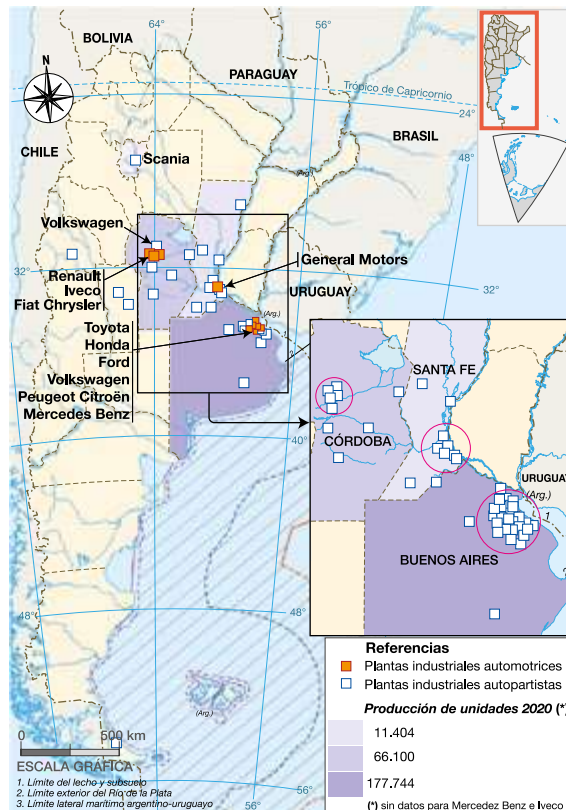 64°
56°
BOLIVIA
N
PARAGUAY
Trópico de Capricornio
24°
CHILE
BRASIL
48°
Scania
(Arg.)
Volkswagen
General Motors
32°
32°
Renault
Iveco
Fiat Chrysler
URUGUAY
(Arg.)
Toyota
Honda
Ford
Volkswagen
Peugeot Citroën
Mercedes Benz
SANTA FE
CÓRDOBA
40°
URUGUAY
(Arg.)
1
BUENOS AIRES
48°
48°
(Arg.)
Referencias
Plantas industriales automotrices
Plantas industriales autopartistas
Producción de unidades 2020 (*)
11.404
66.100
177.744
(*) sin datos para Mercedez Benz e Iveco
0 500 km
ESCALA GRÁFICA
1. Límite del lecho y subsuelo
2. Límite exterior del Río de la Plata
3. Límite lateral marítimo argentino-uruguayo
72°
64°
56°